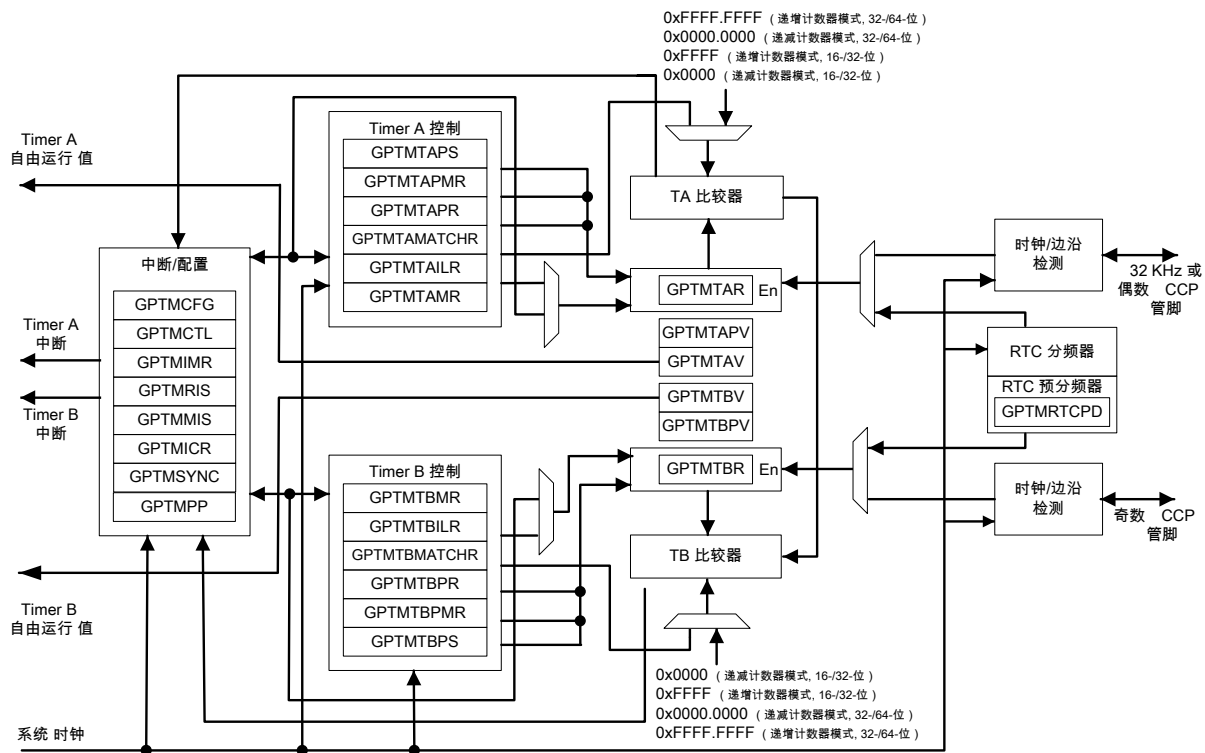 0xFFFF.FFFF （递增计数器模式, 32-/64-位）
0x0000.0000 （递减计数器模式, 32-/64-位）
0xFFFF （递增计数器模式, 16-/32-位）
0x0000 （递减计数器模式, 16-/32-位）
Timer A
自由运行 值
Timer A 控制
GPTMTAPS
GPTMTAPMR
GPTMTAPR
GPTMTAMATCHR
GPTMTAILR
GPTMTAMR
TA 比较器
GPTMTAR
En
GPTMTAPV
GPTMTAV
时钟/边沿
检测
32 KHz 或
偶数 CCP
管脚
中断/配置
GPTMCFG
GPTMCTL
GPTMIMR
GPTMRIS
GPTMMIS
GPTMICR
GPTMSYNC
GPTMPP
Timer A
中断
Timer B
中断
RTC 分频器
RTC 预分频器
GPTMRTCPD
GPTMTBV
GPTMTBPV
Timer B 控制
GPTMTBMR
GPTMTBILR
GPTMTBMATCHR
GPTMTBPR
GPTMTBPMR
GPTMTBPS
GPTMTBR
En
TB 比较器
时钟/边沿
检测
奇数 CCP
管脚
Timer B
自由运行 值
0x0000 （递减计数器模式, 16-/32-位）
0xFFFF （递增计数器模式, 16-/32-位）
0x0000.0000 （递减计数器模式, 32-/64-位）
0xFFFF.FFFF （递增计数器模式, 32-/64-位）
系统 时钟